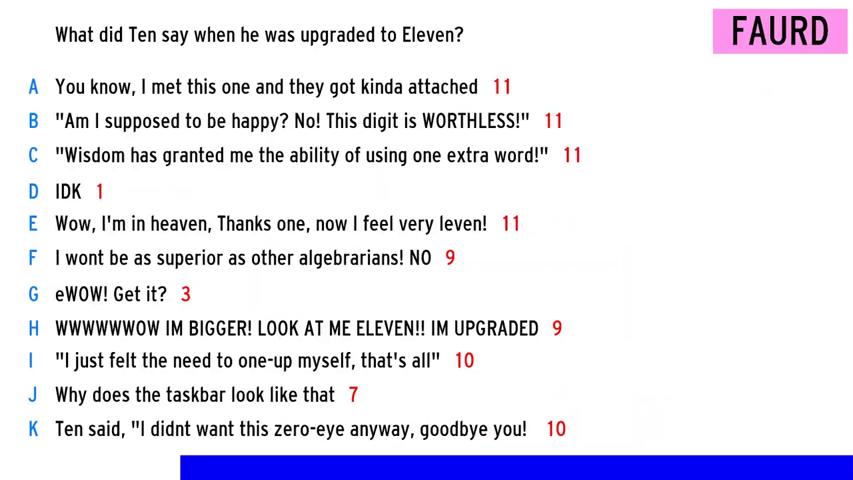 What did Ten say when he was upgraded to Eleven?
FAURD
A You know, I met this one and they got kinda attached 11
B "Am I supposed to be happy? No! This digit is WORTHLESS!" 11
C "Wisdom has granted me the ability of using one extra word!" 11
D IDK 1
E Wow, I'm in heaven, Thanks one, now I feel very leven! 11
F I wont be as superior as other algebrarians! NO 9
G eWOW! Get it? 3
H WWWWWWOW IM BIGGER! LOOK AT ME ELEVEN!! IM UPGRADED 9
I "I just felt the need to one-up myself, that's all" 10
J Why does the taskbar look like that 7
K Ten said, "I didnt want this zero-eye anyway, goodbye you! 10